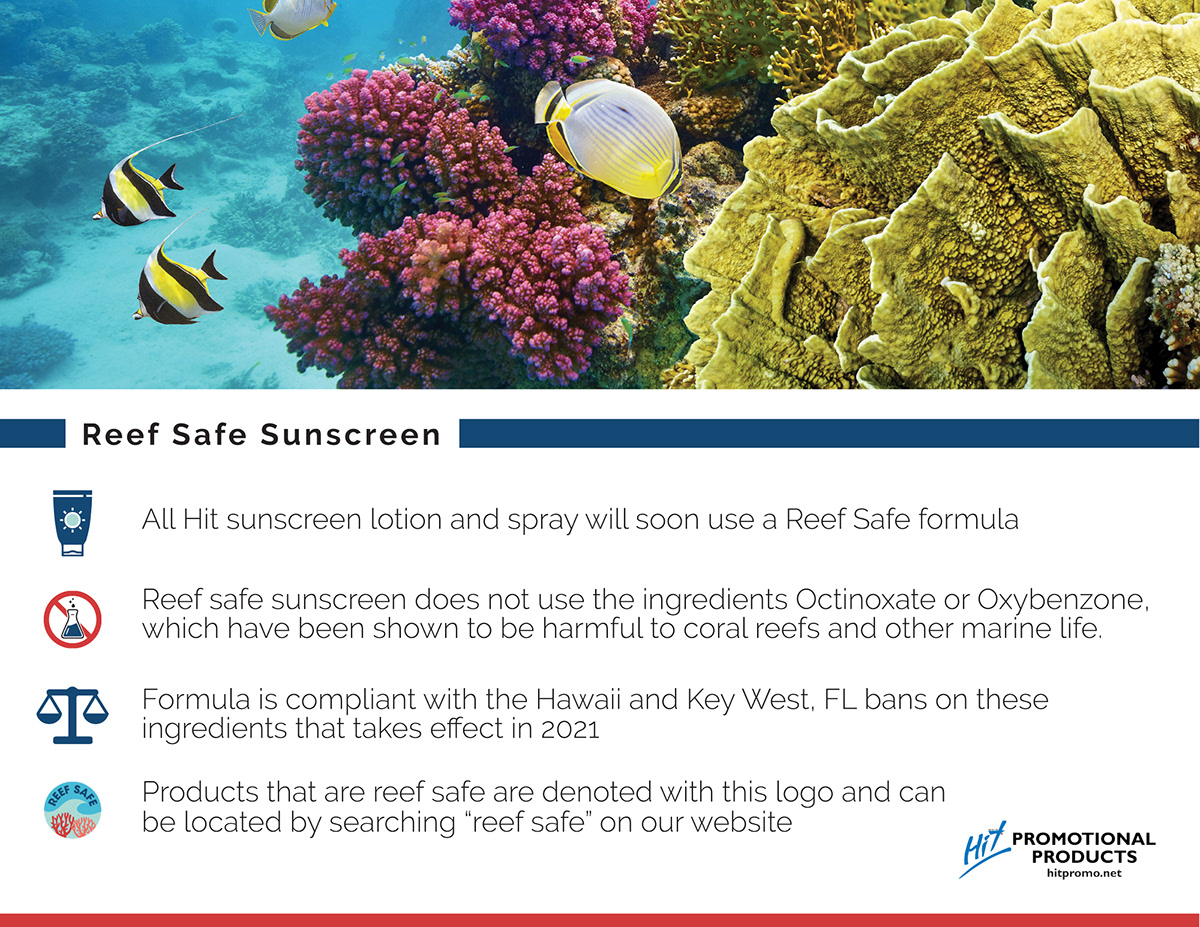 Reef Safe Sunscreen
All Hit sunscreen lotion and spray will soon use a Reef Safe formula
Reef safe sunscreen does not use the ingredients Octinoxate or Oxybenzone,
which have been shown to be harmful to coral reefs and other marine life.
Formula is compliant with the Hawaii and Key West, FL bans on these
ingredients that takes effect in 2021
REEF SAFE
Products that are reef safe are denoted with this logo and can
be located by searching “reef safe” on our website
Hit PROMOTIONAL
PRODUCTS
hitpromo.net